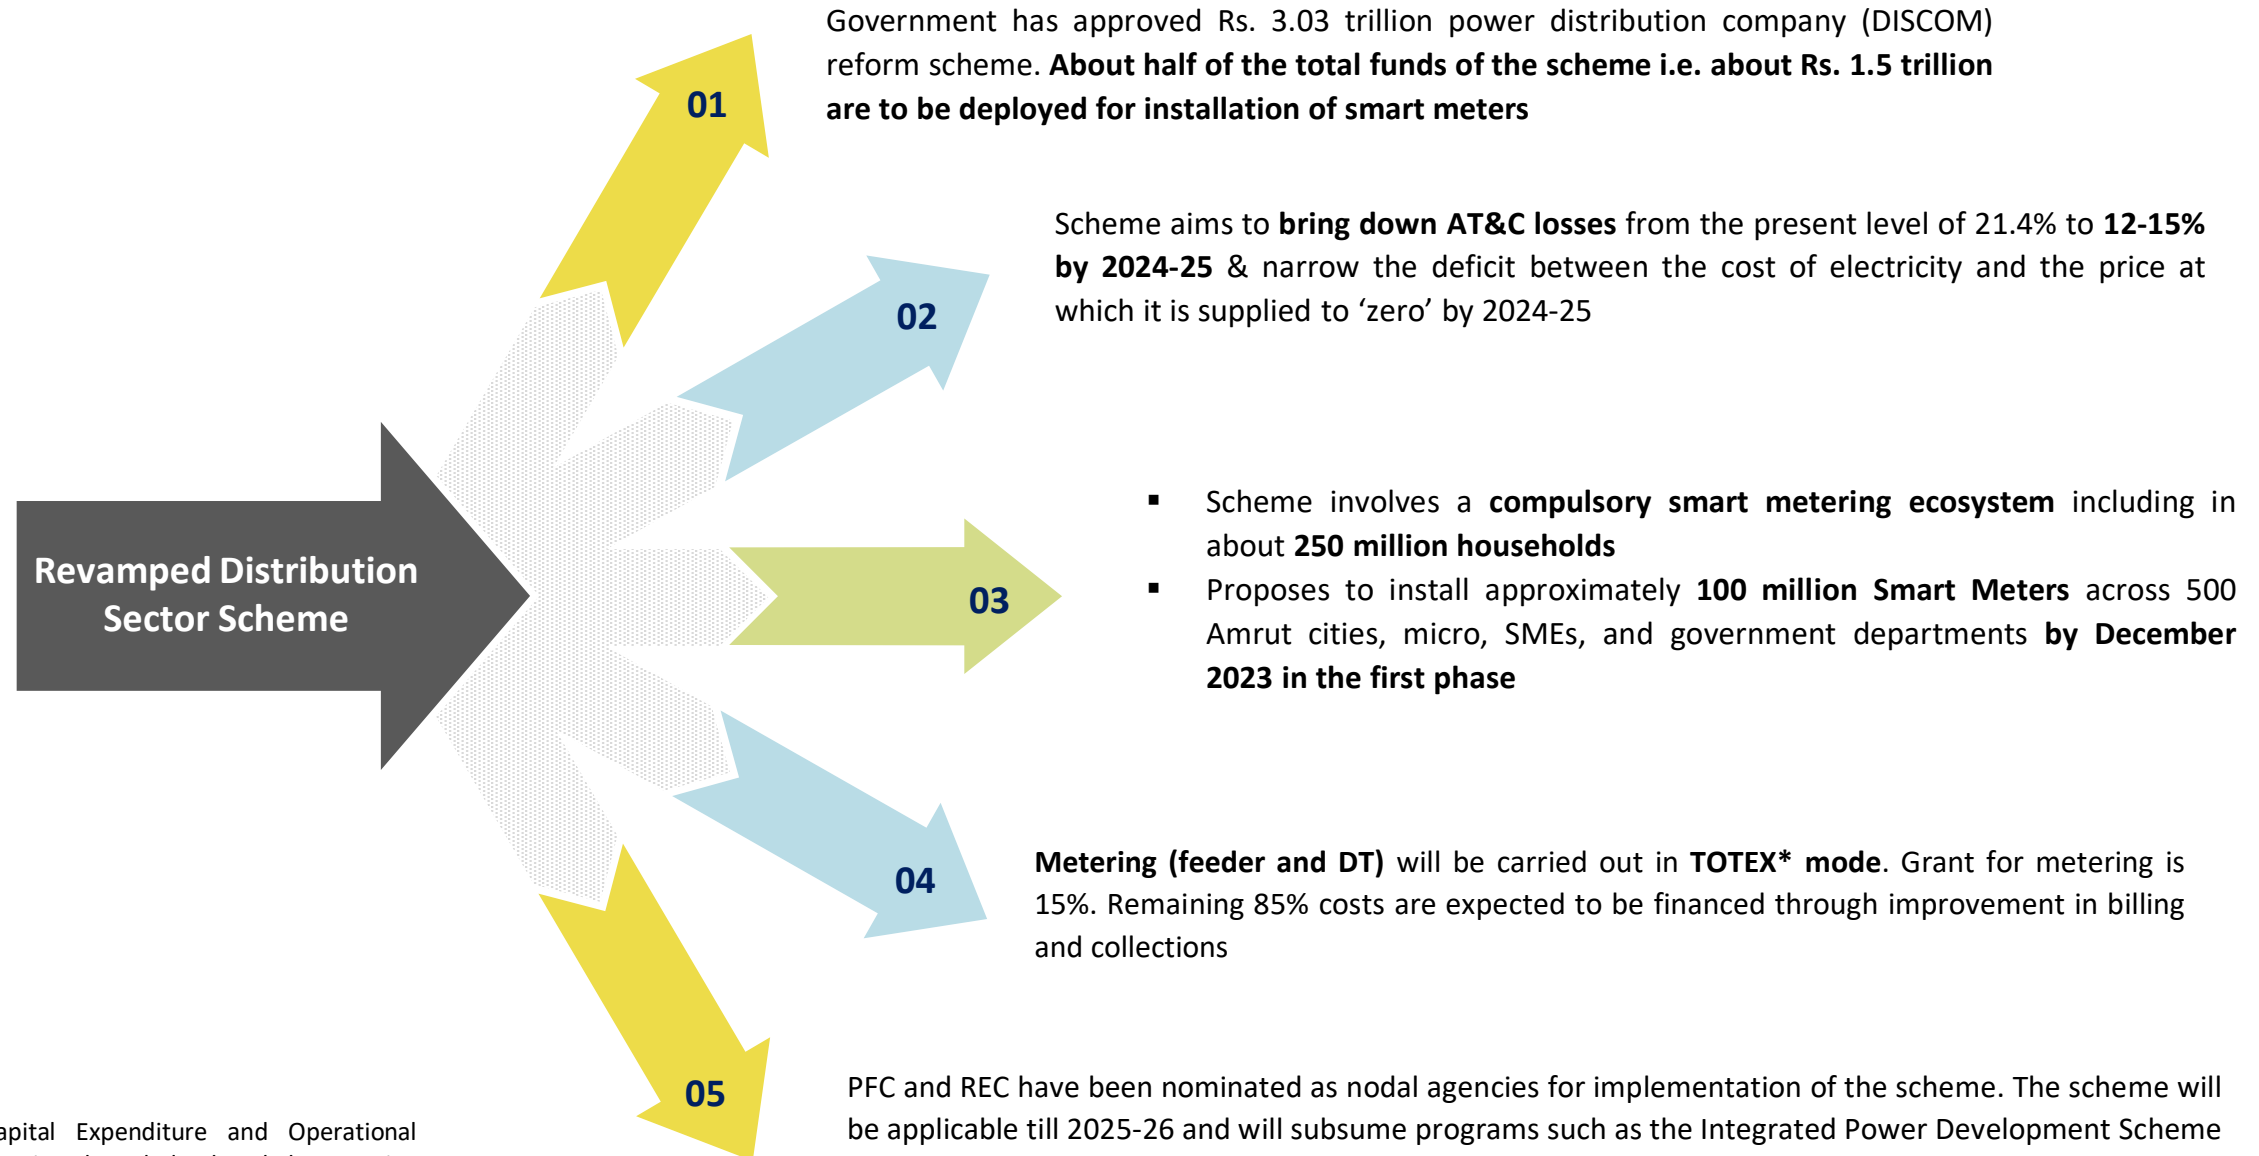 Government has approved Rs. 3.03 trillion power distribution company (DISCOM)
reform scheme. About half of the total funds of the scheme i.e. about Rs. 1.5 trillion
are to be deployed for installation of smart meters
01
Scheme aims to bring down AT&C losses from the present level of 21.4% to 12-15%
by 2024-25 & narrow the deficit between the cost of electricity and the price at
which it is supplied to ‘zero’ by 2024-25
02
Revamped Distribution
Sector Scheme
▪ Scheme involves a compulsory smart metering ecosystem including in
about 250 million households
▪ Proposes to install approximately 100 million Smart Meters across 500
Amrut cities, micro, SMEs, and government departments by December
2023 in the first phase
03
Metering (feeder and DT) will be carried out in TOTEX* mode. Grant for metering is
15%. Remaining 85% costs are expected to be financed through improvement in billing
and collections
04
PFC and REC have been nominated as nodal agencies for implementation of the scheme. The scheme will
be applicable till 2025-26 and will subsume programs such as the Integrated Power Development Scheme
05
apital Expenditure and Operational